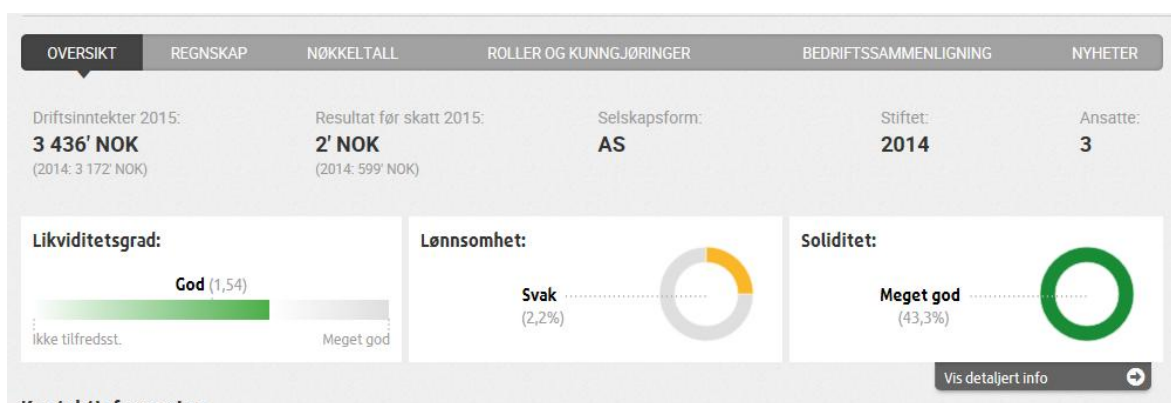 OVERSIKT REGNSKAP NØKKELTALL ROLLER OG KUNNGJØRINGER BEDRIFTSSAMMENLIGNING NYHETER
Driftsinntekter 2015: Resultat før skatt 2015: Selskapsform: Stiftet: Ansatte:
3 436' NOK 2' NOK AS 2014 3
(2014: 3 172' NOK) (2014: 599' NOK)
Likviditetsgrad:
God (1,54)
Ikke tilfredsst. Meget god
Lønnsomhet:
Svak
(2,2%)
Soliditet:
Meget god
(43,3%)
Vis detaljert info